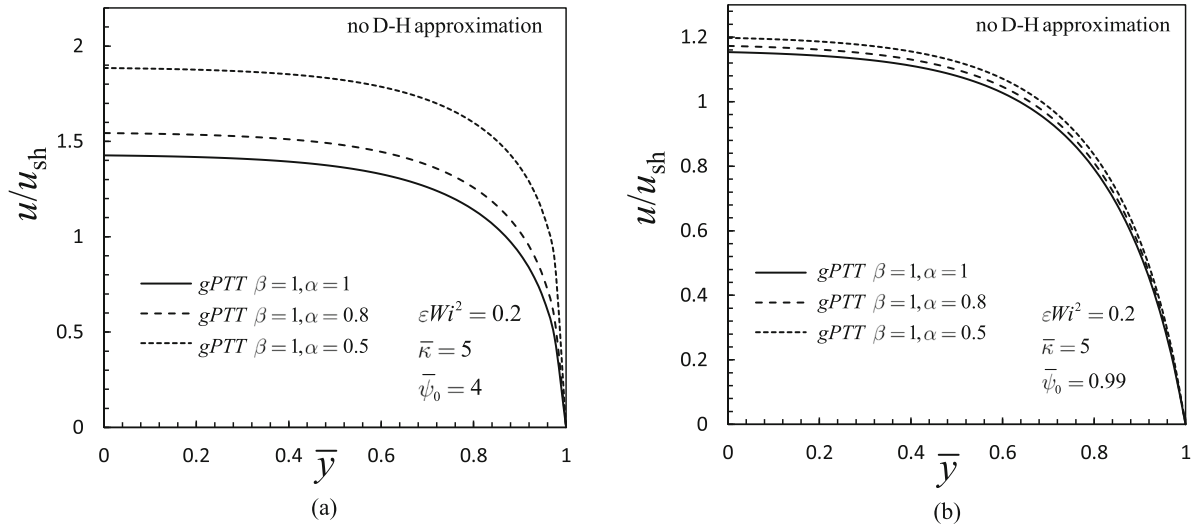 no D-H approximation
2
1.5
1
0.5
0
u/u_sh
gPTT β = 1, α = 1
gPTT β = 1, α = 0.8
gPTT β = 1, α = 0.5
εWi² = 0.2
κ̅ = 5
ψ̅₀ = 4
0 0.2 0.4 0.6 0.8 1
y̅
(a)
no D-H approximation
1.2
1
0.8
0.6
0.4
0.2
0
u/u_sh
gPTT β = 1, α = 1
gPTT β = 1, α = 0.8
gPTT β = 1, α = 0.5
εWi² = 0.2
κ̅ = 5
ψ̅₀ = 0.99
0 0.2 0.4 0.6 0.8 1
y̅
(b)